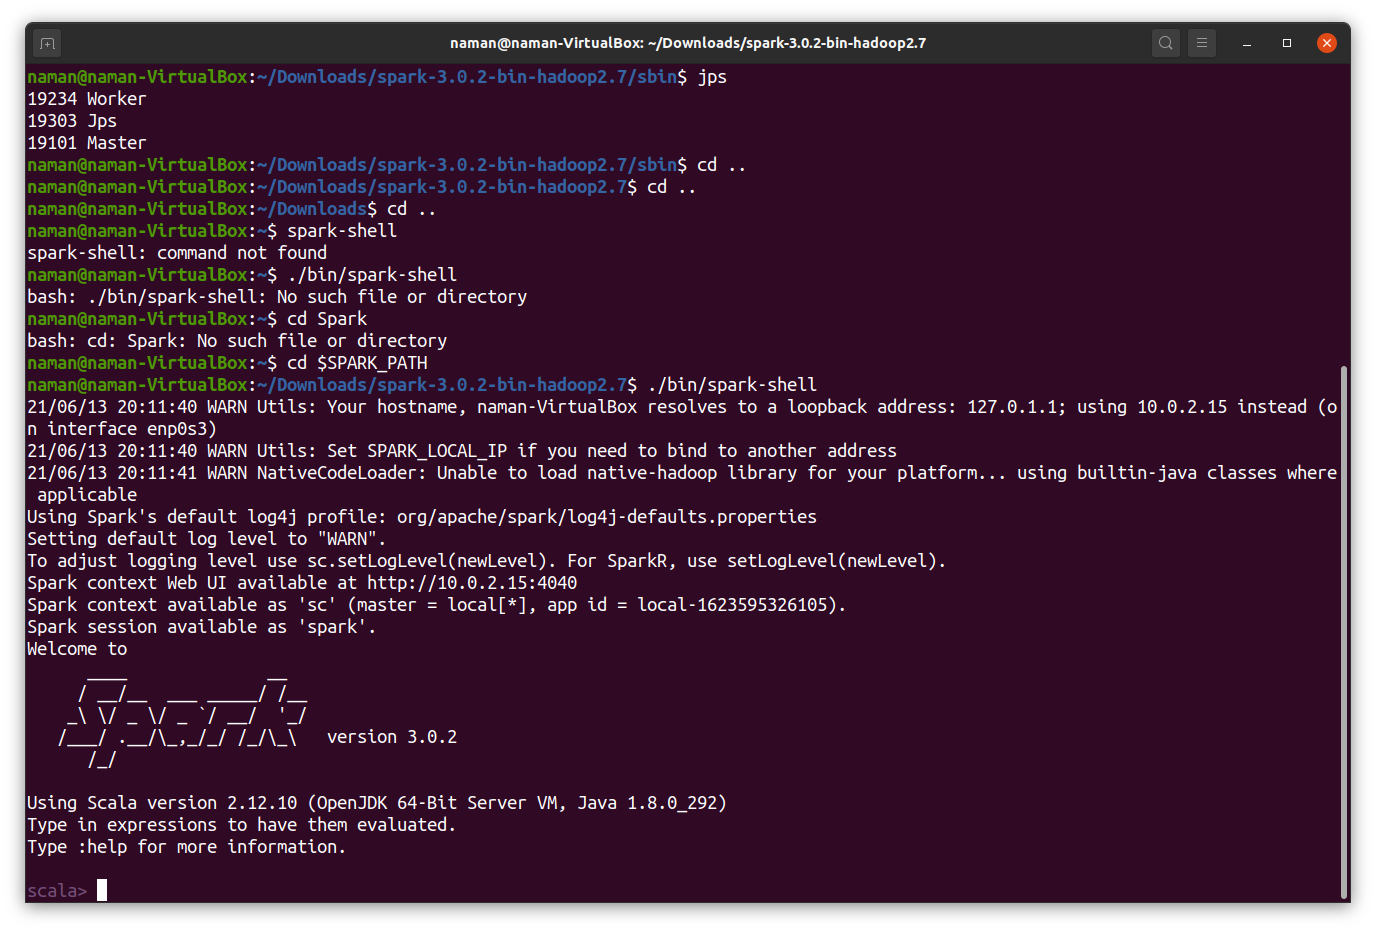 naman@naman-VirtualBox: ~/Downloads/spark-3.0.2-bin-hadoop2.7
naman@naman-VirtualBox:~/Downloads/spark-3.0.2-bin-hadoop2.7/sbin$ jps
19234 Worker
19303 Jps
19101 Master
naman@naman-VirtualBox:~/Downloads/spark-3.0.2-bin-hadoop2.7/sbin$ cd ..
naman@naman-VirtualBox:~/Downloads/spark-3.0.2-bin-hadoop2.7$ cd ..
naman@naman-VirtualBox:~/Downloads$ cd ..
naman@naman-VirtualBox:~$ spark-shell
spark-shell: command not found
naman@naman-VirtualBox:~$ ./bin/spark-shell
bash: ./bin/spark-shell: No such file or directory
naman@naman-VirtualBox:~$ cd Spark
bash: cd: Spark: No such file or directory
naman@naman-VirtualBox:~$ cd $SPARK_PATH
naman@naman-VirtualBox:~/Downloads/spark-3.0.2-bin-hadoop2.7$ ./bin/spark-shell
21/06/13 20:11:40 WARN Utils: Your hostname, naman-VirtualBox resolves to a loopback address: 127.0.1.1; using 10.0.2.15 instead (o
n interface enp0s3)
21/06/13 20:11:40 WARN Utils: Set SPARK_LOCAL_IP if you need to bind to another address
21/06/13 20:11:41 WARN NativeCodeLoader: Unable to load native-hadoop library for your platform... using builtin-java classes where
 applicable
Using Spark's default log4j profile: org/apache/spark/log4j-defaults.properties
Setting default log level to "WARN".
To adjust logging level use sc.setLogLevel(newLevel). For SparkR, use setLogLevel(newLevel).
Spark context Web UI available at http://10.0.2.15:4040
Spark context available as 'sc' (master = local[*], app id = local-1623595326105).
Spark session available as 'spark'.
Welcome to
      ____              __
     / __/__  ___ _____/ /__
    _\ \/ _ \/ _ `/ __/  '_/
   /___/ .__/\_,_/_/ /_/\_\   version 3.0.2
      /_/
Using Scala version 2.12.10 (OpenJDK 64-Bit Server VM, Java 1.8.0_292)
Type in expressions to have them evaluated.
Type :help for more information.
scala>